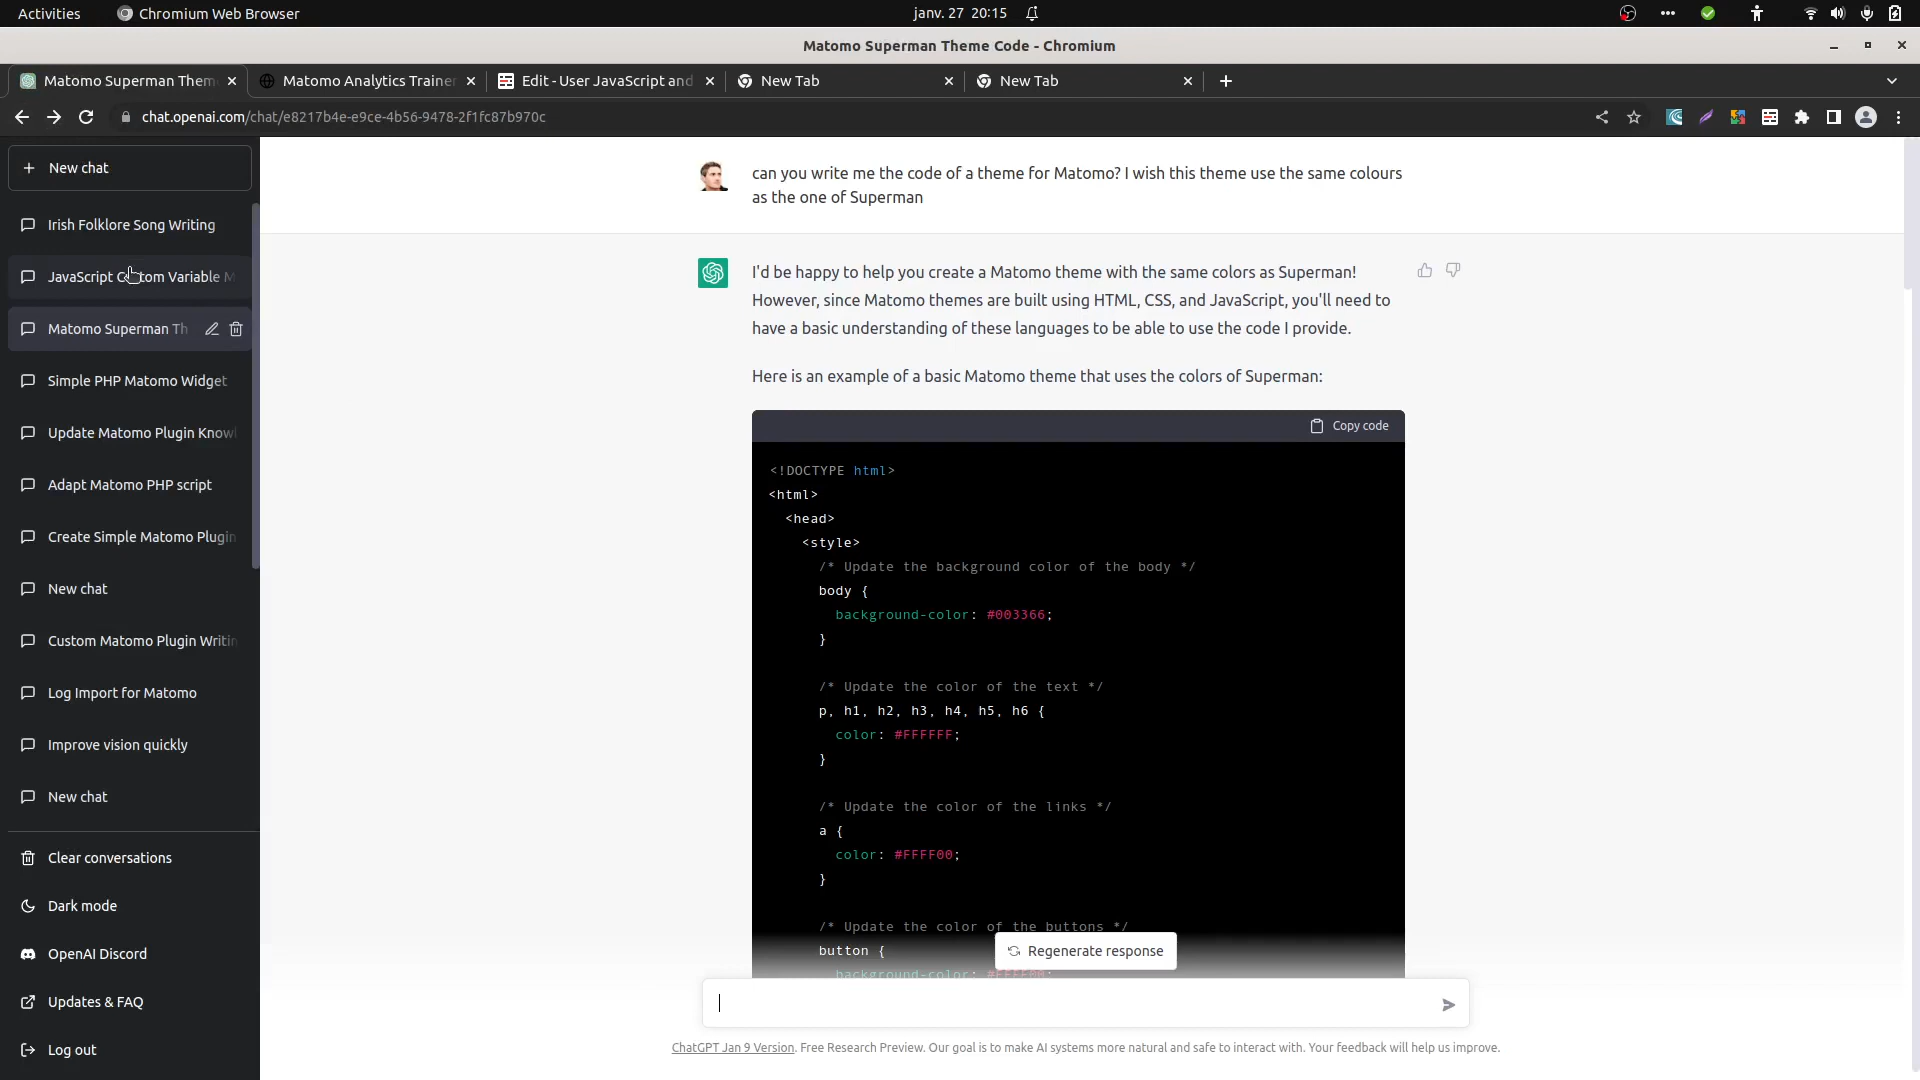 Activities
Chromium Web Browser
janv. 27 20:15
Matomo Superman Theme Code - Chromium
Matomo Superman Them
Matomo Analytics Trainer
Edit - User JavaScript and
New Tab
New Tab
chat.openai.com/chat/e8217b4e-e9ce-4b56-9478-2f1fc87b970c
New chat
Irish Folklore Song Writing
JavaScript Custom Variable M
Matomo Superman Th
Simple PHP Matomo Widget
Update Matomo Plugin Knowl
Adapt Matomo PHP script
Create Simple Matomo Plugin
New chat
Custom Matomo Plugin Writin
Log Import for Matomo
Improve vision quickly
New chat
Clear conversations
Dark mode
OpenAI Discord
Updates & FAQ
Log out
can you write me the code of a theme for Matomo? I wish this theme use the same colours
as the one of Superman
I'd be happy to help you create a Matomo theme with the same colors as Superman!
However, since Matomo themes are built using HTML, CSS, and JavaScript, you'll need to
have a basic understanding of these languages to be able to use the code I provide.
Here is an example of a basic Matomo theme that uses the colors of Superman:
Copy code
<!DOCTYPE html>
<html>
<head>
<style>
/* Update the background color of the body */
body {
background-color: #003366;
}
/* Update the color of the text */
p, h1, h2, h3, h4, h5, h6 {
color: #FFFFFF;
}
/* Update the color of the links */
a {
color: #FFFF00;
}
/* Update the color of the buttons */
button {
background-color: #FFFF00;
Regenerate response
ChatGPT Jan 9 Version. Free Research Preview. Our goal is to make AI systems more natural and safe to interact with. Your feedback will help us improve.